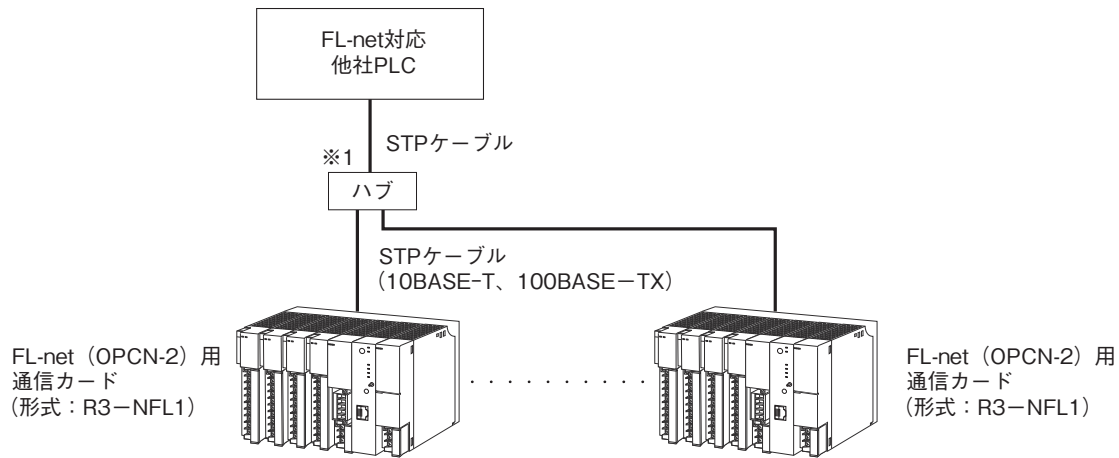 FL-net対応
他社PLC
STPケーブル
※1
ハブ
STPケーブル
(10BASE-T、100BASE−TX)
FL-net（OPCN-2）用
通信カード
(形式：R3−NFL1)
FL-net（OPCN-2）用
通信カード
(形式：R3−NFL1)